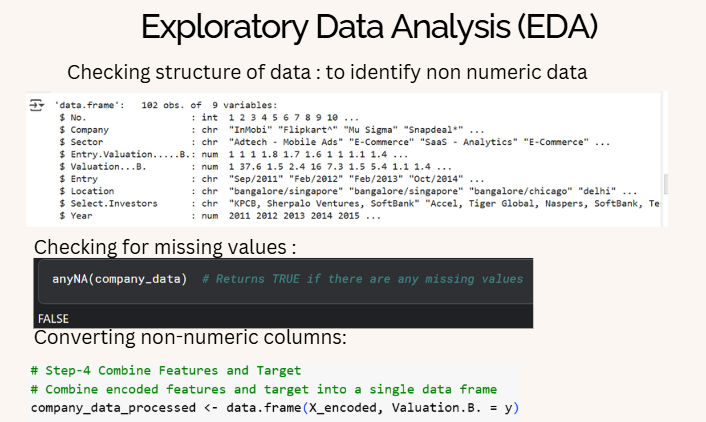 Exploratory Data Analysis (EDA)
Checking structure of data : to identify non numeric data
'data.frame':   102 obs. of  9 variables:
 $ No.                  : int  1 2 3 4 5 6 7 8 9 10 ...
 $ Company              : chr  "InMobi" "Flipkart^" "Mu Sigma" "Snapdeal*" ...
 $ Sector               : chr  "Adtech - Mobile Ads" "E-Commerce" "SaaS - Analytics" "E-Commerce" ...
 $ Entry.Valuation.....B.: num  1 1 1 1.8 1.7 1.6 1 1 1.1 1.4 ...
 $ Valuation...B.       : num  1 37.6 1.5 2.4 16 7.3 1.5 5.4 1.1 1.4 ...
 $ Entry                : chr  "Sep/2011" "Feb/2012" "Feb/2013" "Oct/2014" ...
 $ Location             : chr  "bangalore/singapore" "bangalore/singapore" "bangalore/chicago" "delhi" ...
 $ Select.Investors     : chr  "KPCB, Sherpalo Ventures, SoftBank" "Accel, Tiger Global, Naspers, SoftBank, Te
 $ Year                 : num  2011 2012 2013 2014 2015 ...
Checking for missing values :
anyNA(company_data)  # Returns TRUE if there are any missing values
FALSE
Converting non-numeric columns:
# Step-4 Combine Features and Target
# Combine encoded features and target into a single data frame
company_data_processed <- data.frame(X_encoded, Valuation.B. = y)